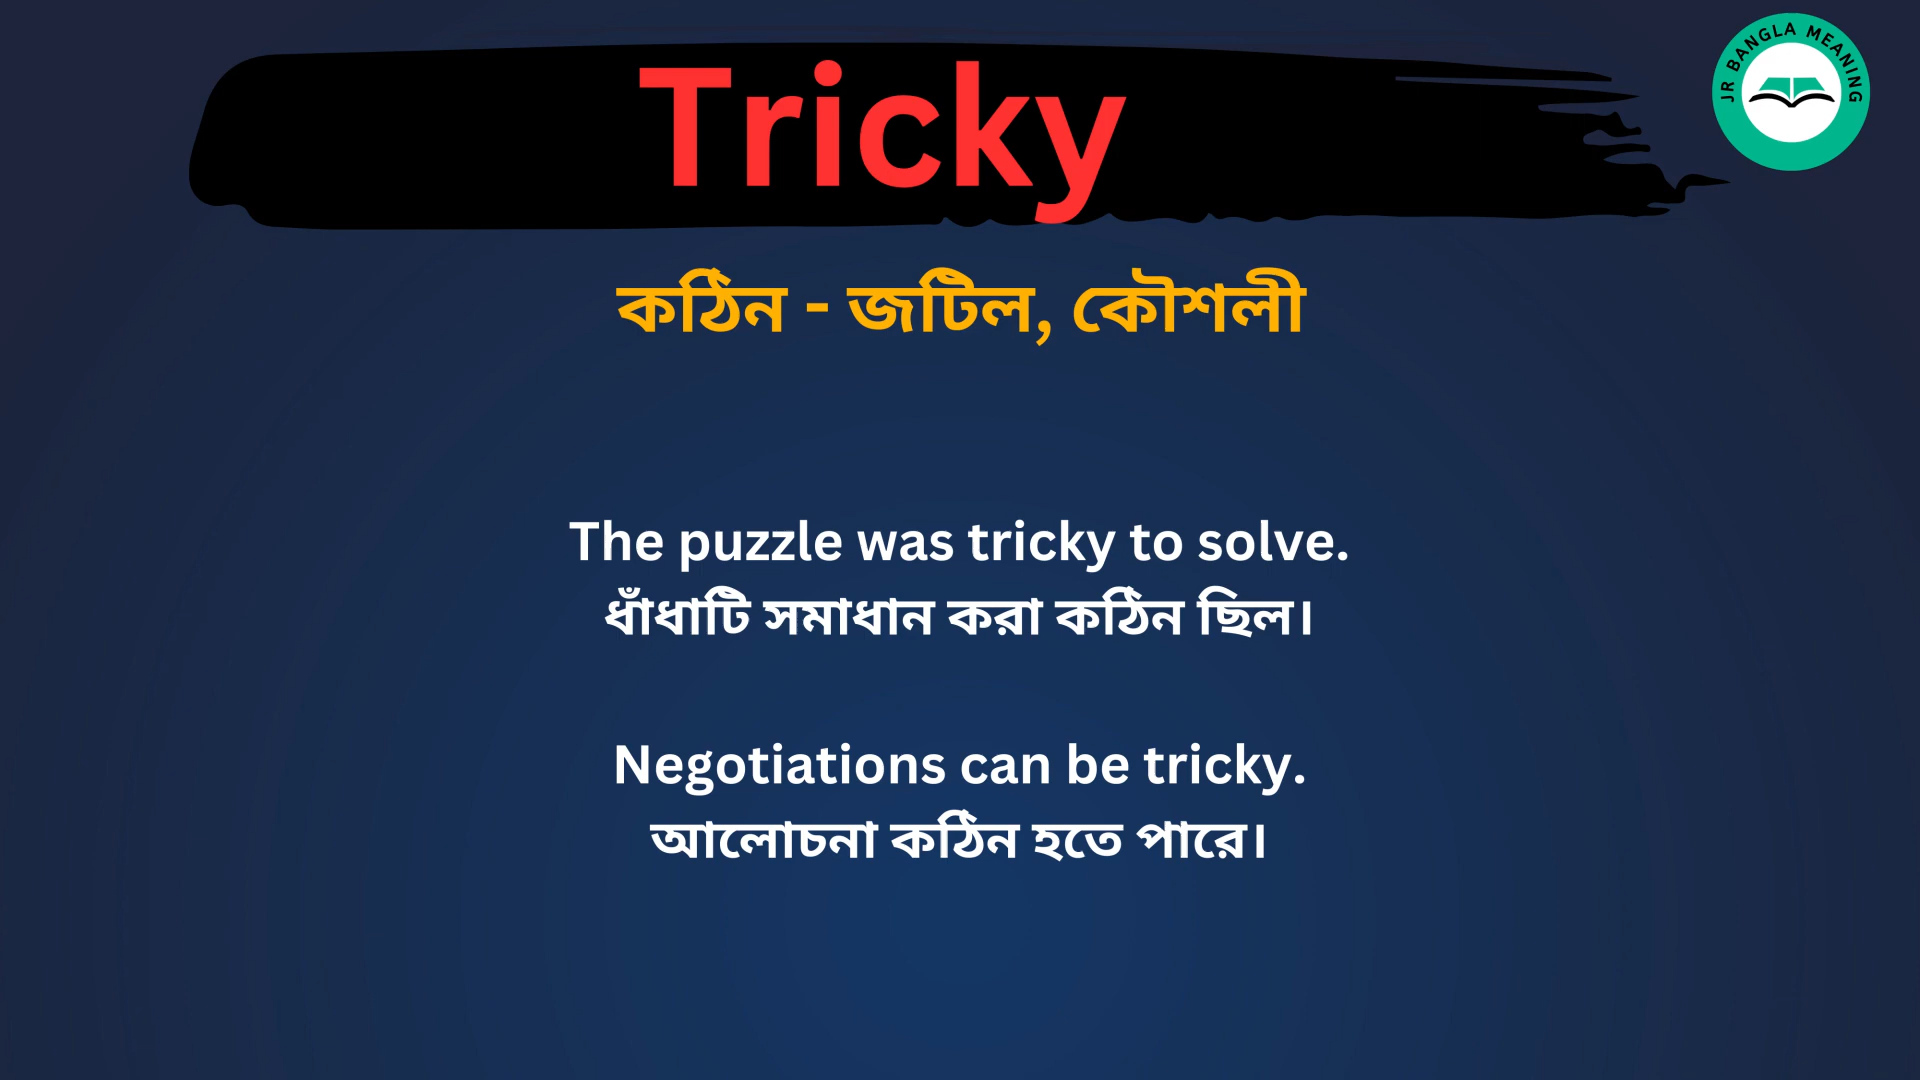 Tricky
JR BANGLA MEANING
কঠিন - জটিল, কৌশলী
The puzzle was tricky to solve.
ধাঁধাটি সমাধান করা কঠিন ছিল।
Negotiations can be tricky.
আলোচনা কঠিন হতে পারে।